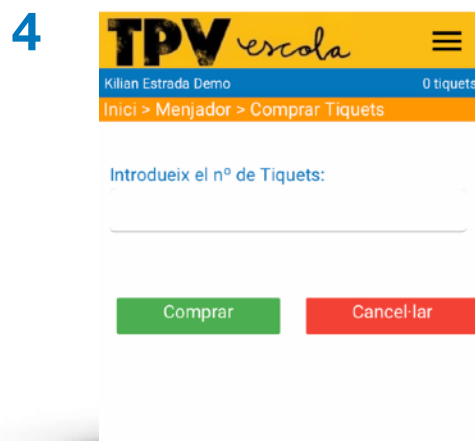 4
TPV escola
Kilian Estrada Demo 0 tiquets
Inici > Menjador > Comprar Tiquets
Introdueix el nº de Tiquets:
Comprar Cancel·lar